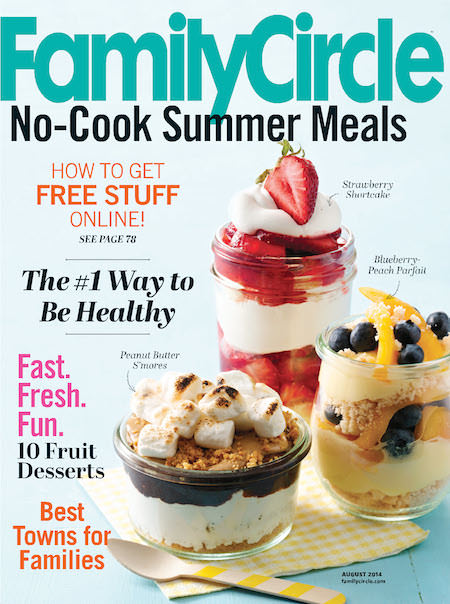 FamilyCircle
No-Cook Summer Meals
HOW TO GET
FREE STUFF
ONLINE!
SEE PAGE 78
Strawberry
Shortcake
Blueberry-
Peach Parfait
The #1 Way to
Be Healthy
Peanut Butter
S'mores
Fast.
Fresh.
Fun.
10 Fruit
Desserts
Best
Towns for
Families
AUGUST 2014
familycircle.com